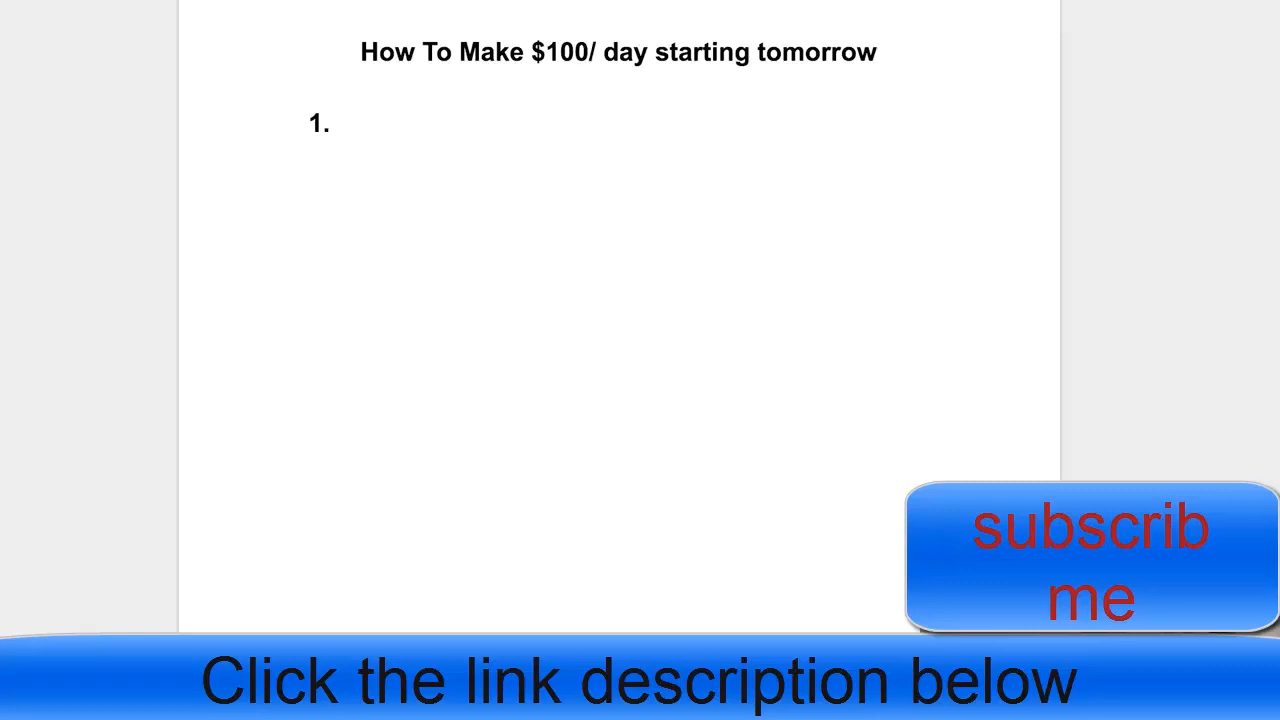 How To Make $100/ day starting tomorrow
1.
subscrib
me
Click the link description below